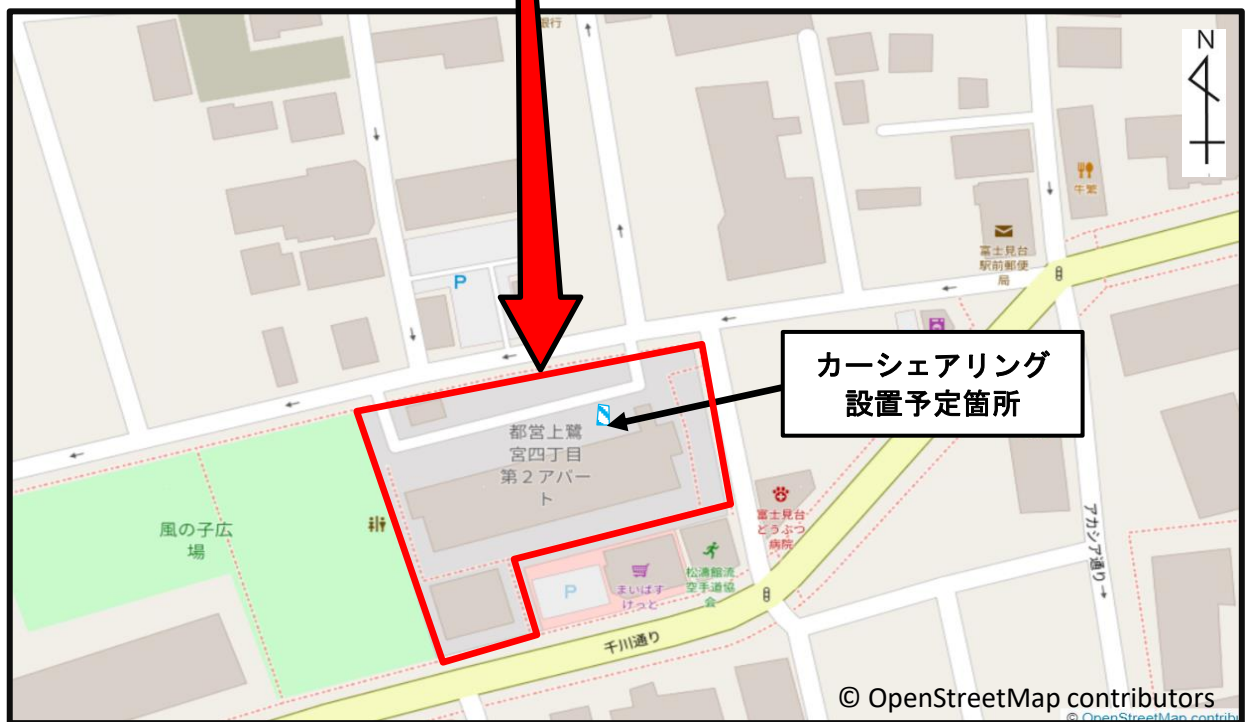 銀行
N
牛繁
富士見台
駅前郵便
局
P
カーシェアリング
設置予定箇所
都営上鷺
宮四丁目
第２アパー
ト
風の子広
場
富士見台
どうぶつ
病院
アカシア通り→
松濤館流
空手道協
会
まいばす
けっと
P
千川通り
© OpenStreetMap contributors
© OpenStreetMap contrib